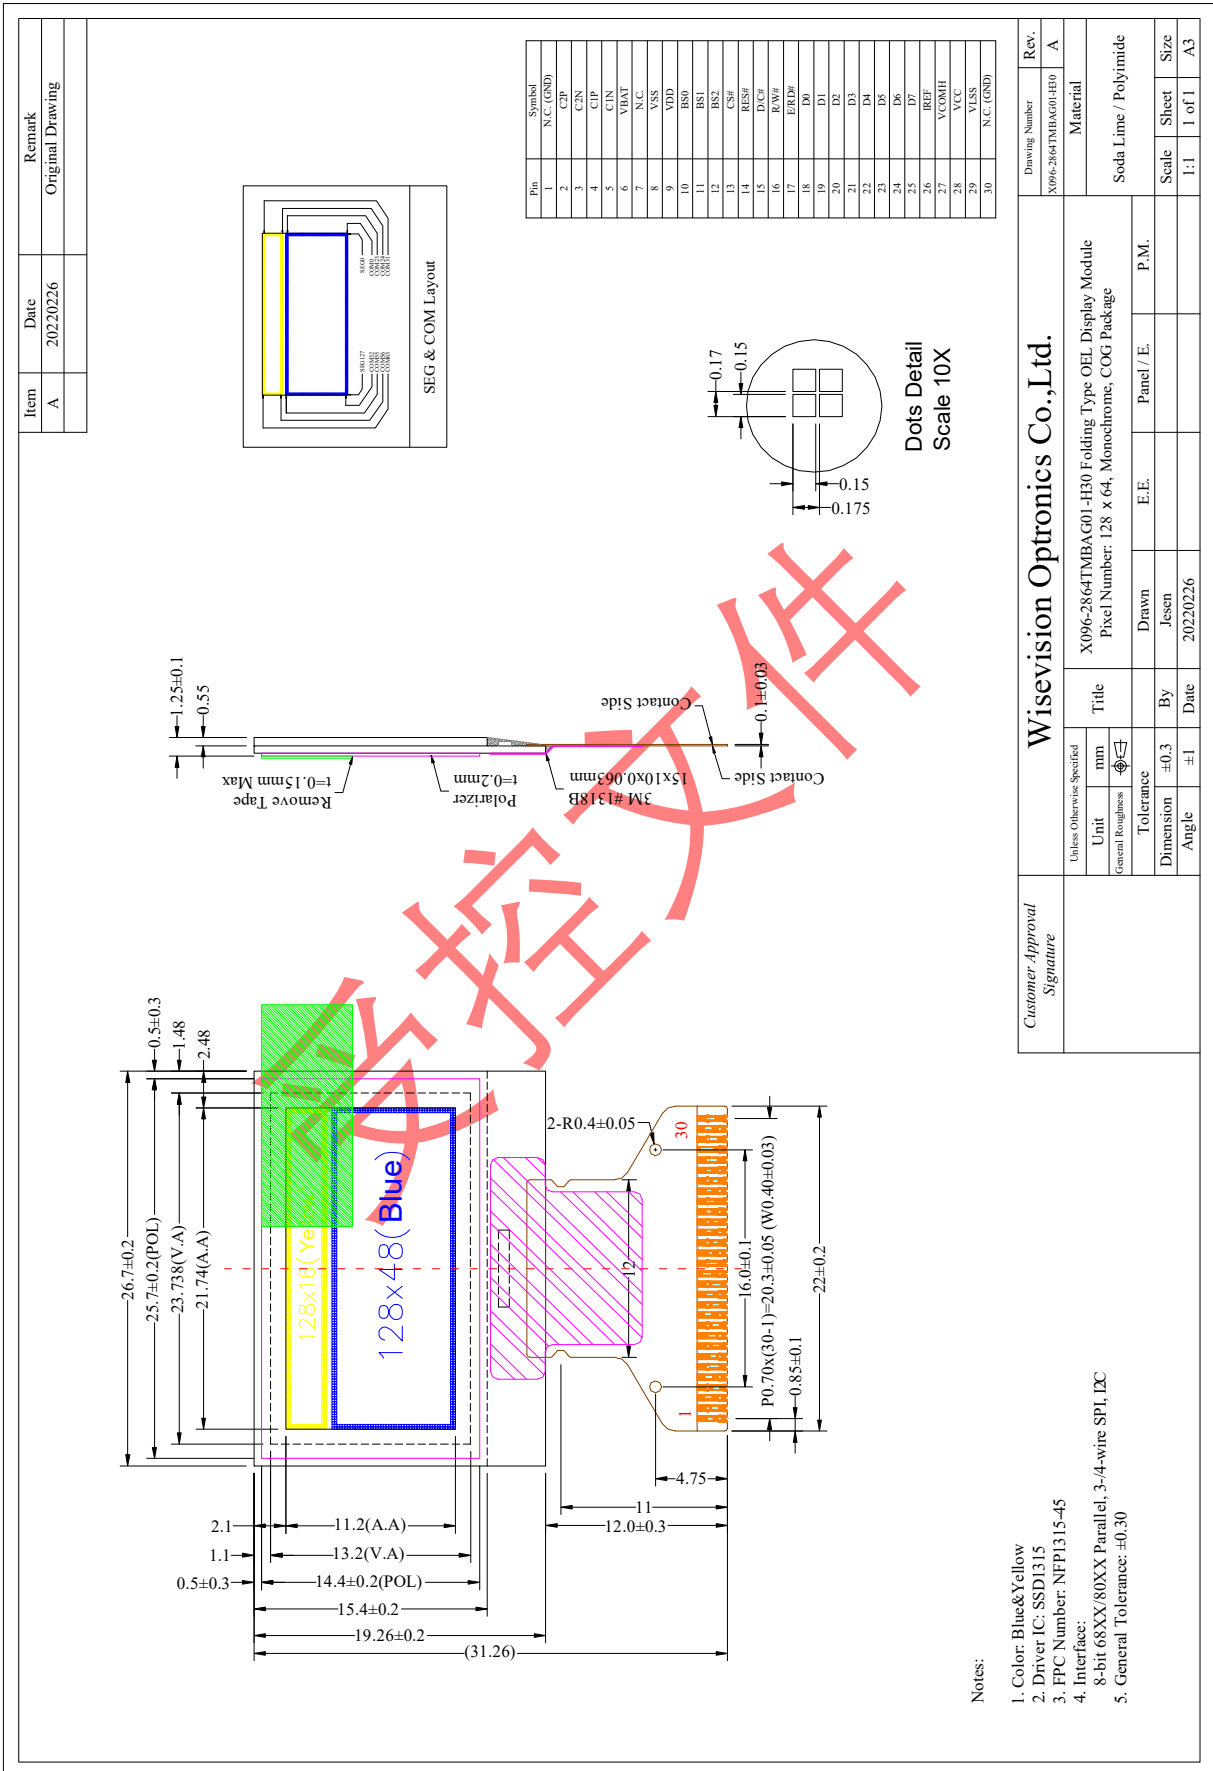 Item Date Remark
A 20220226 Original Drawing
SEG & COM Layout
SEG127
COM32
COM55
COM56
COM63
SEG0
COM0
COM23
COM24
COM31
Pin Symbol
1 N.C. (GND)
2 C2P
3 C2N
4 C1P
5 C1N
6 VBAT
7 N.C.
8 VSS
9 VDD
10 BS0
11 BS1
12 BS2
13 CS#
14 RES#
15 D/C#
16 R/W#
17 E/RD#
18 D0
19 D1
20 D2
21 D3
22 D4
23 D5
24 D6
25 D7
26 IREF
27 VCOMH
28 VCC
29 VLSS
30 N.C. (GND)
0.17
0.15
0.15
0.175
Dots Detail
Scale 10X
1.25±0.1
0.55
Remove Tape
t=0.15mm Max
Polarizer
t=0.2mm
3M #1318B
15x10x0.063mm
Contact Side
Contact Side
0.1±0.03
受控文件
26.7±0.2
25.7±0.2(POL)
23.738(V.A)
21.74(A.A)
0.5±0.3
1.48
2.48
128x16(Ye
128x48(Blue)
2.1
11.2(A.A)
1.1
13.2(V.A)
0.5±0.3
14.4±0.2(POL)
15.4±0.2
19.26±0.2
(31.26)
11
12.0±0.3
4.75
2-R0.4±0.05
12
16.0±0.1
P0.70x(30-1)=20.3±0.05 (W0.40±0.03)
0.85±0.1
22±0.2
1
30
Notes:
1. Color: Blue&Yellow
2. Driver IC: SSD1315
3. FPC Number: NFP1315-45
4. Interface:
8-bit 68XX/80XX Parallel, 3-/4-wire SPI, I2C
5. General Tolerance: ±0.30
Customer Approval
Signature
Wisevision Optronics Co.,Ltd.
Drawing Number Rev.
X096-2864TMBAG01-H30 A
Unless Otherwise Specified
Unit mm
General Roughness
Tolerance
Dimension ±0.3
Angle ±1
Title
X096-2864TMBAG01-H30 Folding Type OEL Display Module
Pixel Number: 128 x 64, Monochrome, COG Package
Material
Soda Lime / Polyimide
Drawn E.E. Panel / E. P.M.
By Jesen
Date 20220226
Scale Sheet Size
1:1 1 of 1 A3